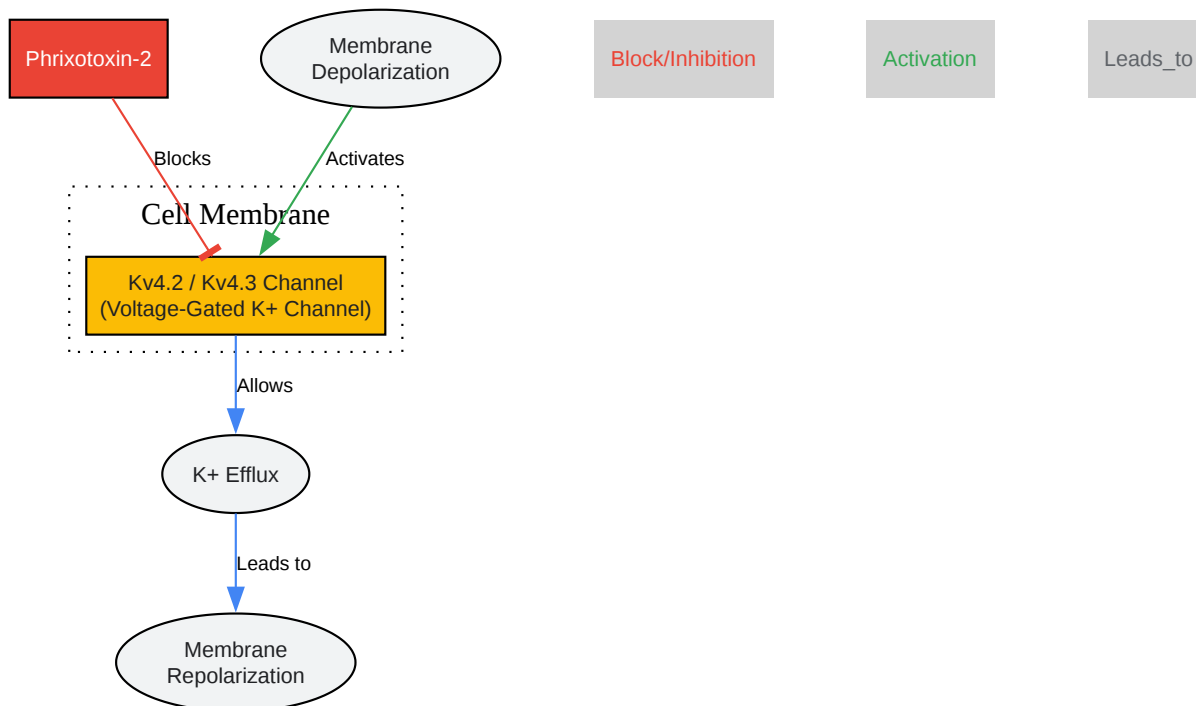 Phrixotoxin-2
Membrane
Depolarization
Block/Inhibition
Activation
Leads_to
Blocks
Activates
Cell Membrane
Kv4.2 / Kv4.3 Channel
(Voltage-Gated K+ Channel)
Allows
K+ Efflux
Leads to
Membrane
Repolarization